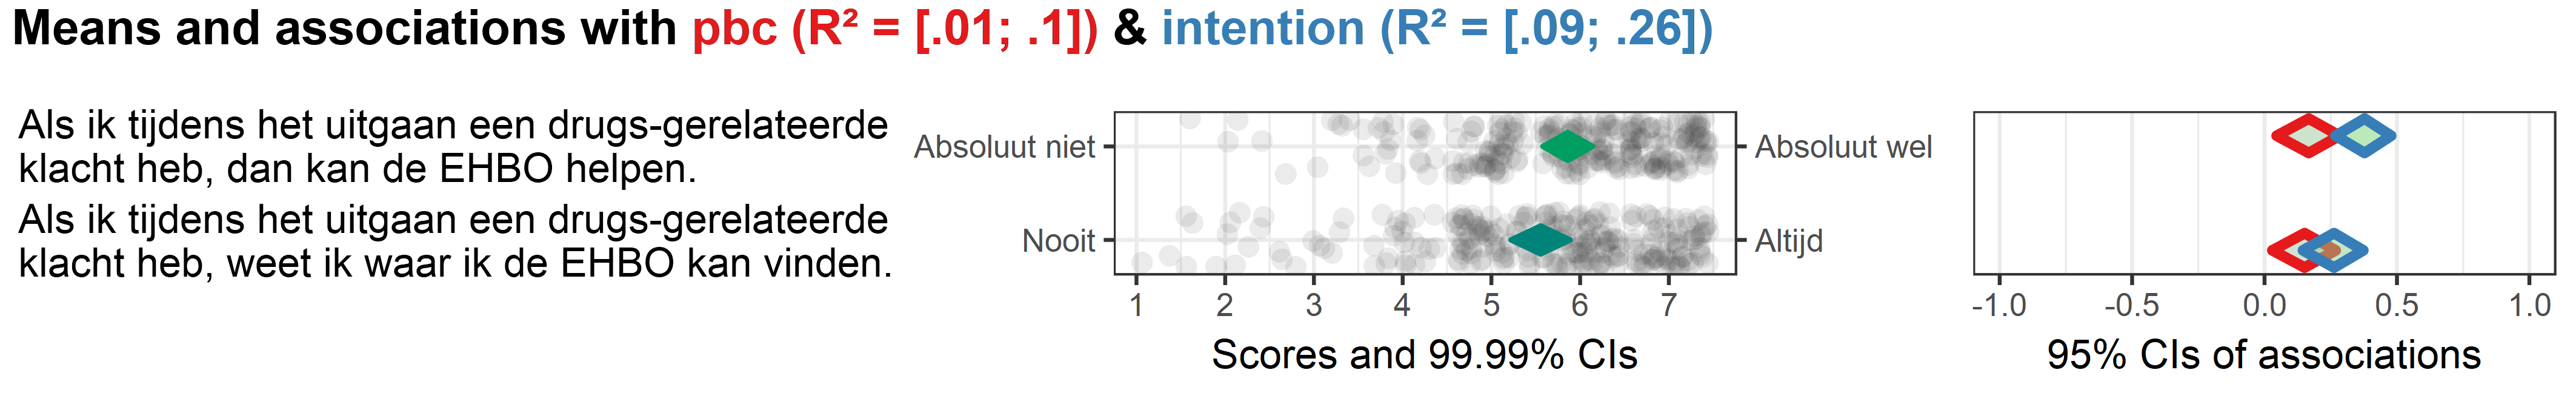 Means and associations with pbc (R² = [.01; .1]) & intention (R² = [.09; .26])
Als ik tijdens het uitgaan een drugs-gerelateerde
klacht heb, dan kan de EHBO helpen.
Absoluut niet
Absoluut wel
Als ik tijdens het uitgaan een drugs-gerelateerde
klacht heb, weet ik waar ik de EHBO kan vinden.
Nooit
Altijd
1 2 3 4 5 6 7
Scores and 99.99% CIs
-1.0 -0.5 0.0 0.5 1.0
95% CIs of associations